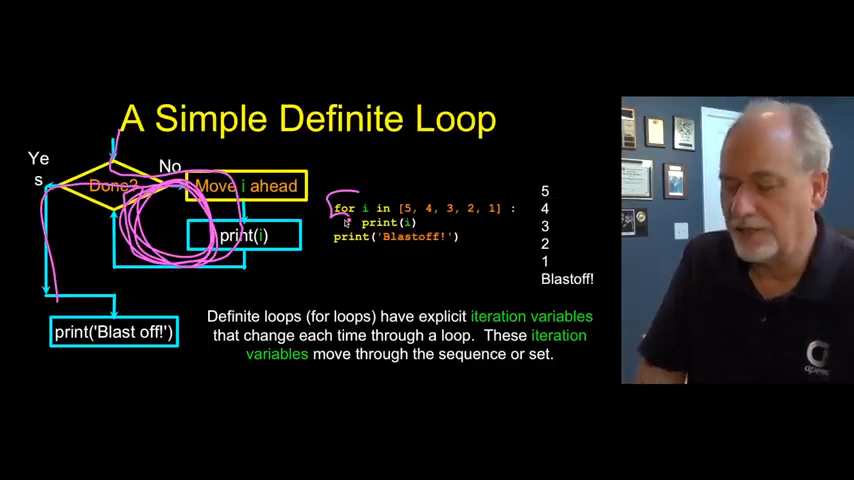 A Simple Definite Loop
Ye
s
No
Done?
Move i ahead
print(i)
print('Blast off!')
for i in [5, 4, 3, 2, 1] :
print(i)
print('Blastoff!')
5
4
3
2
1
Blastoff!
Definite loops (for loops) have explicit iteration variables
that change each time through a loop. These iteration
variables move through the sequence or set.